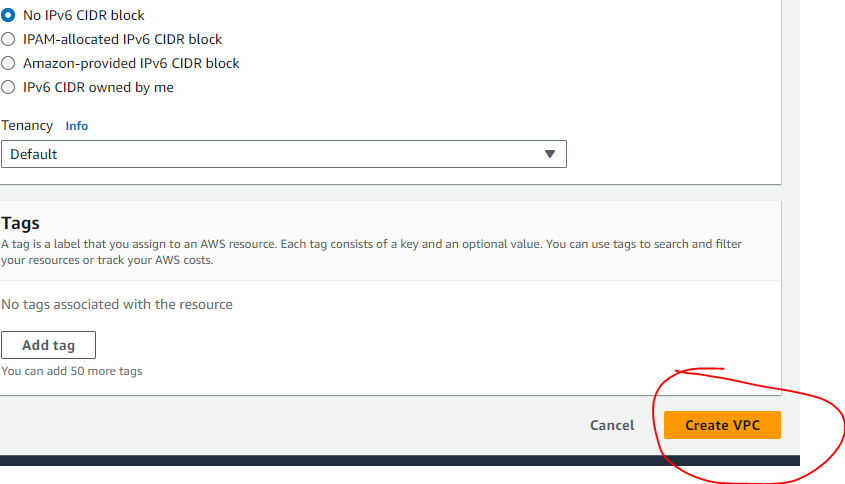 No IPv6 CIDR block
IPAM-allocated IPv6 CIDR block
Amazon-provided IPv6 CIDR block
IPv6 CIDR owned by me
Tenancy Info
Default
Tags
A tag is a label that you assign to an AWS resource. Each tag consists of a key and an optional value. You can use tags to search and filter
your resources or track your AWS costs.
No tags associated with the resource
Add tag
You can add 50 more tags
Cancel Create VPC